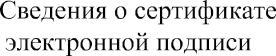 Сведения о сертификате
электронной подписи